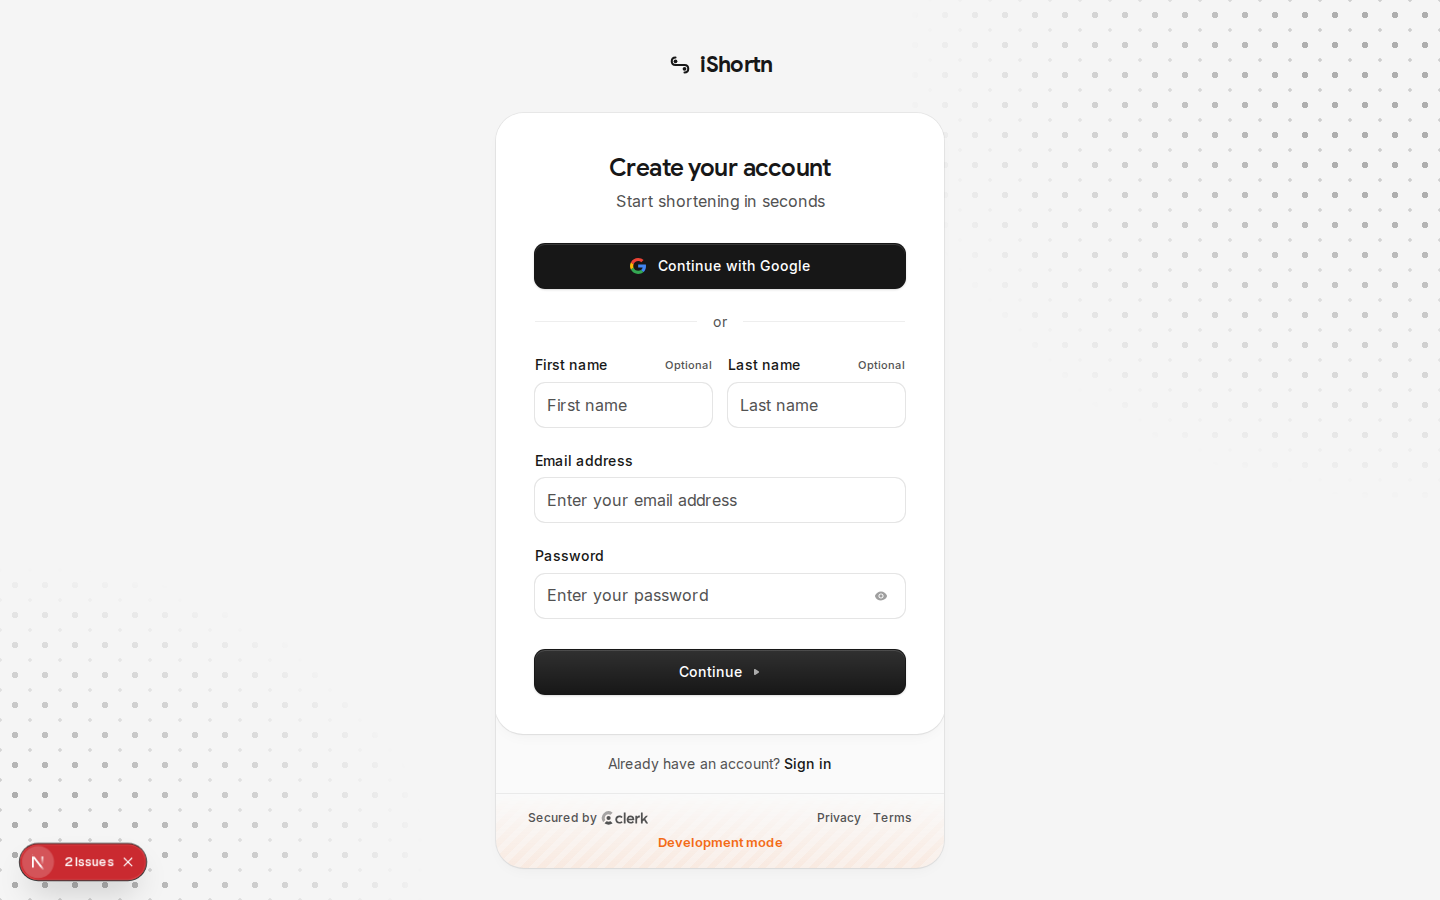 iShortn
Create your account
Start shortening in seconds
Continue with Google
or
First name Optional Last name Optional
First name Last name
Email address
Enter your email address
Password
Enter your password
Continue
Already have an account? Sign in
Secured by clerk Privacy Terms
Development mode
N 2 Issues